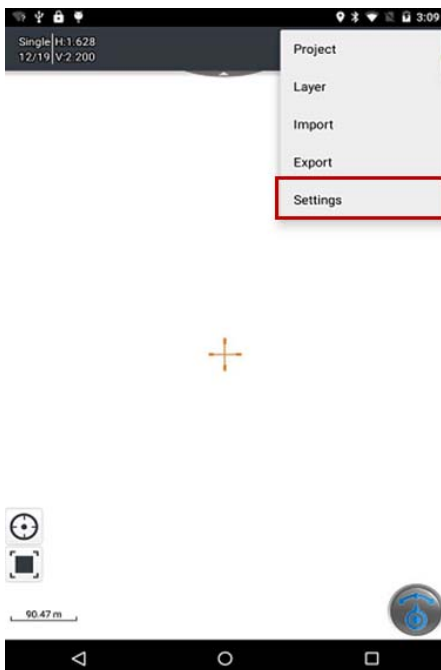 3:09
Single H:1.628
12/19 V:2.200
Project
Layer
Import
Export
Settings
90.47 m